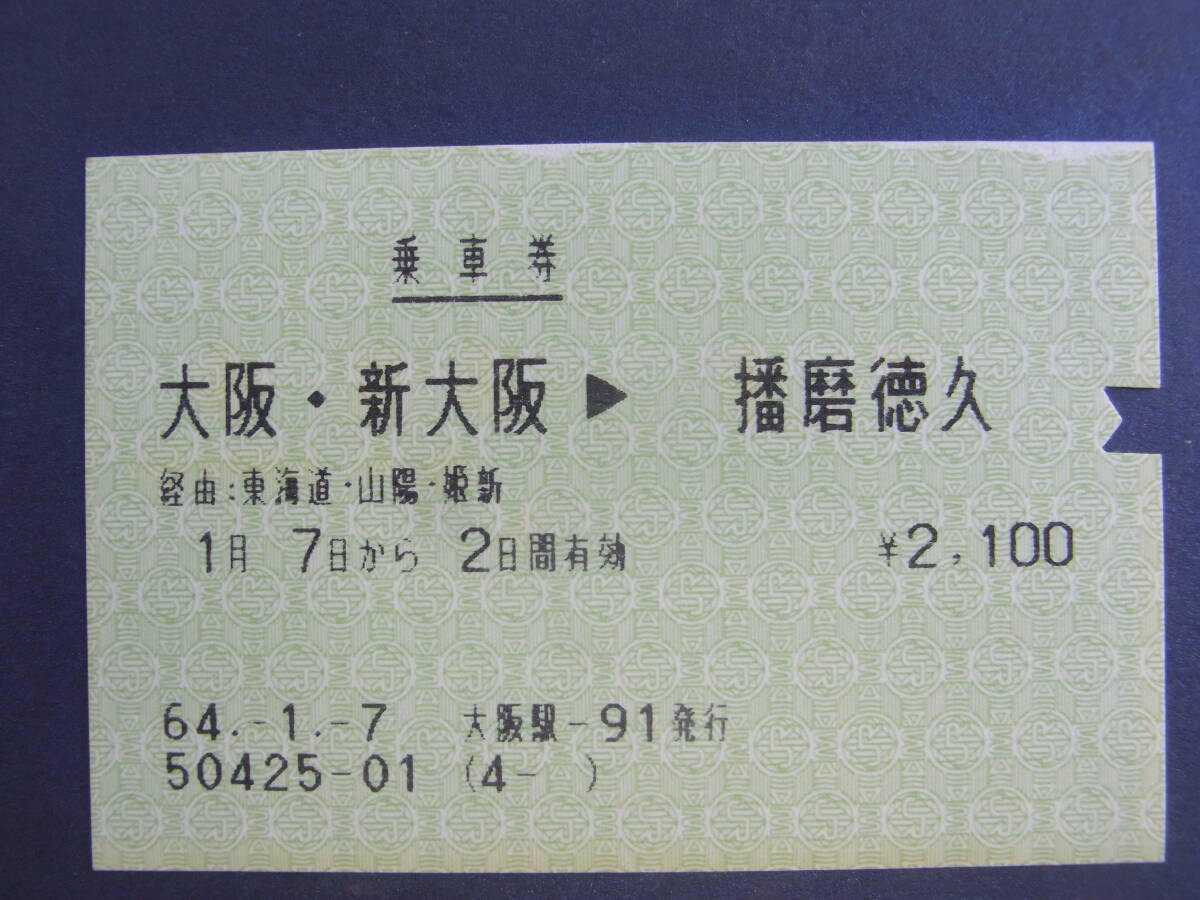 乗車券
大阪・新大阪 ▶ 播磨徳久
経由:東海道・山陽・姫新
1月 7日から 2日間有効 ¥2,100
64.-1.-7 大阪駅-91発行
50425-01 (4- )